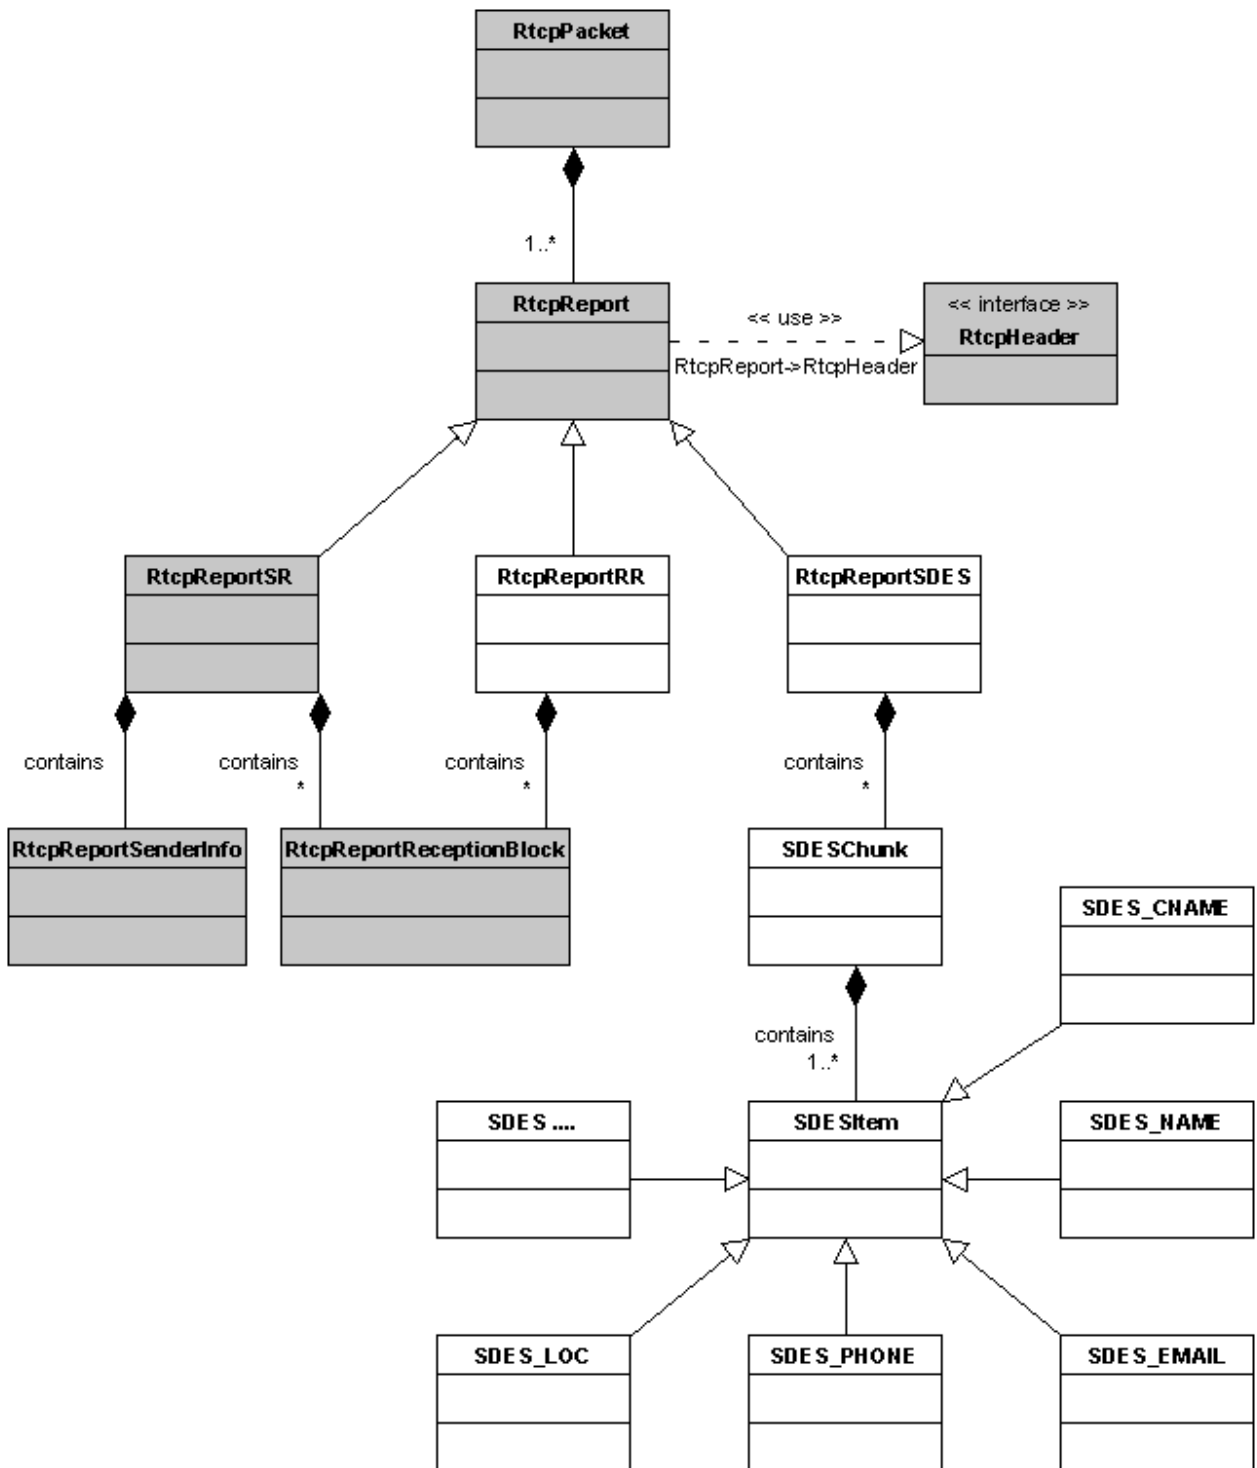 RtcpPacket
1..*
RtcpReport
<< use >>
RtcpReport->RtcpHeader
<< interface >>
RtcpHeader
RtcpReportSR
RtcpReportRR
RtcpReportSDES
contains
contains
*
contains
*
contains
*
RtcpReportSenderInfo
RtcpReportReceptionBlock
SDESChunk
SDES_CNAME
contains
1..*
SDES ....
SDESItem
SDES_NAME
SDES_LOC
SDES_PHONE
SDES_EMAIL